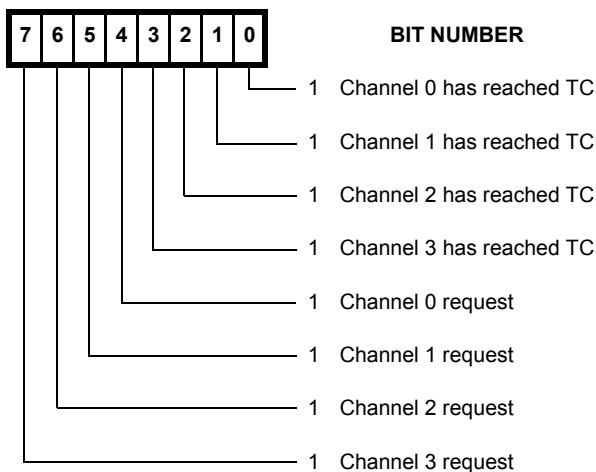 7 6 5 4 3 2 1 0 BIT NUMBER
1 Channel 0 has reached TC
1 Channel 1 has reached TC
1 Channel 2 has reached TC
1 Channel 3 has reached TC
1 Channel 0 request
1 Channel 1 request
1 Channel 2 request
1 Channel 3 request